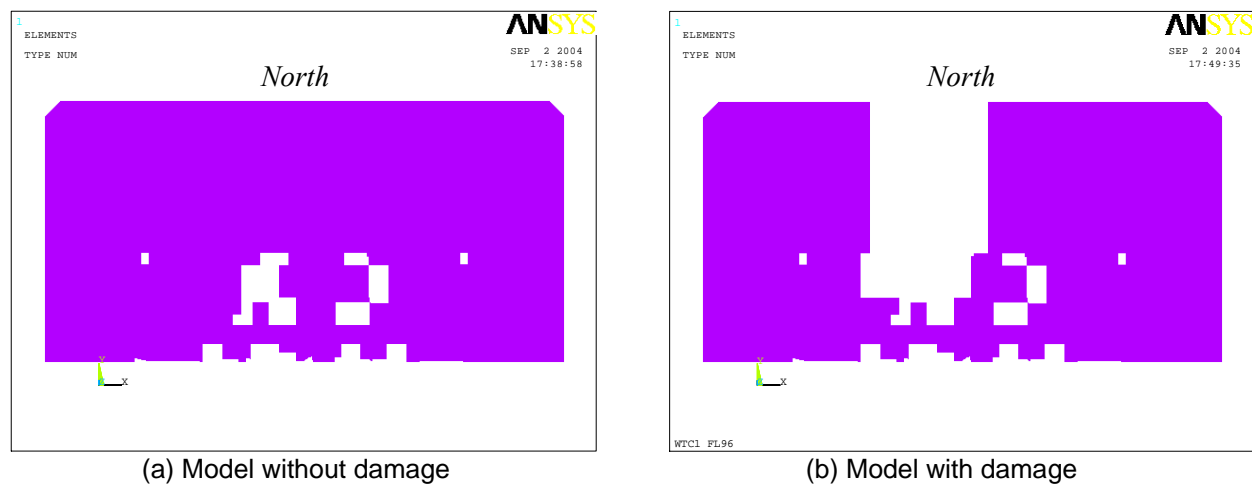 1
ANSYS
ELEMENTS
TYPE NUM
SEP 2 2004
17:38:58
North
Y
Z
X
(a) Model without damage
1
ANSYS
ELEMENTS
TYPE NUM
SEP 2 2004
17:49:35
North
Y
Z
X
WTC1 FL96
(b) Model with damage